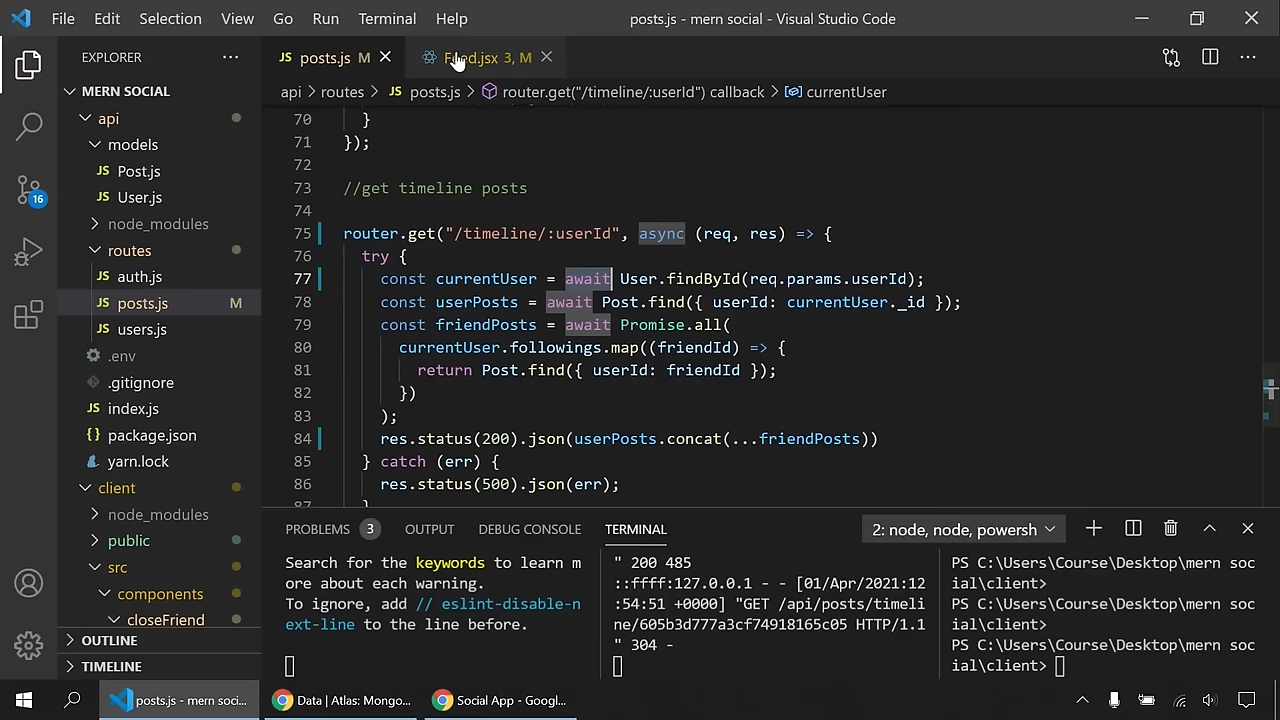 File Edit Selection View Go Run Terminal Help posts.js - mern social - Visual Studio Code
EXPLORER
JS posts.js M Feed.jsx 3, M
MERN SOCIAL
api > routes > JS posts.js > router.get("/timeline/:userId") callback > currentUser
api
models
JS Post.js
JS User.js
node_modules
routes
JS auth.js
JS posts.js M
JS users.js
.env
.gitignore
JS index.js
{} package.json
yarn.lock
client
node_modules
public
src
components
closeFriend
OUTLINE
TIMELINE
16
70 }
71 });
72
73 //get timeline posts
74
75 router.get("/timeline/:userId", async (req, res) => {
76 try {
77 const currentUser = await User.findById(req.params.userId);
78 const userPosts = await Post.find({ userId: currentUser._id });
79 const friendPosts = await Promise.all(
80 currentUser.followings.map((friendId) => {
81 return Post.find({ userId: friendId });
82 })
83 );
84 res.status(200).json(userPosts.concat(...friendPosts))
85 } catch (err) {
86 res.status(500).json(err);
87 }
PROBLEMS 3 OUTPUT DEBUG CONSOLE TERMINAL 2: node, node, powersh
Search for the keywords to learn m
ore about each warning.
To ignore, add // eslint-disable-n
ext-line to the line before.
" 200 485
::ffff:127.0.0.1 - - [01/Apr/2021:12
:54:51 +0000] "GET /api/posts/timeli
ne/605b3d777a3cf74918165c05 HTTP/1.1
" 304 -
PS C:\Users\Course\Desktop\mern soc
ial\client>
PS C:\Users\Course\Desktop\mern soc
ial\client>
PS C:\Users\Course\Desktop\mern soc
ial\client>
posts.js - mern soci... Data | Atlas: Mongo... Social App - Googl...